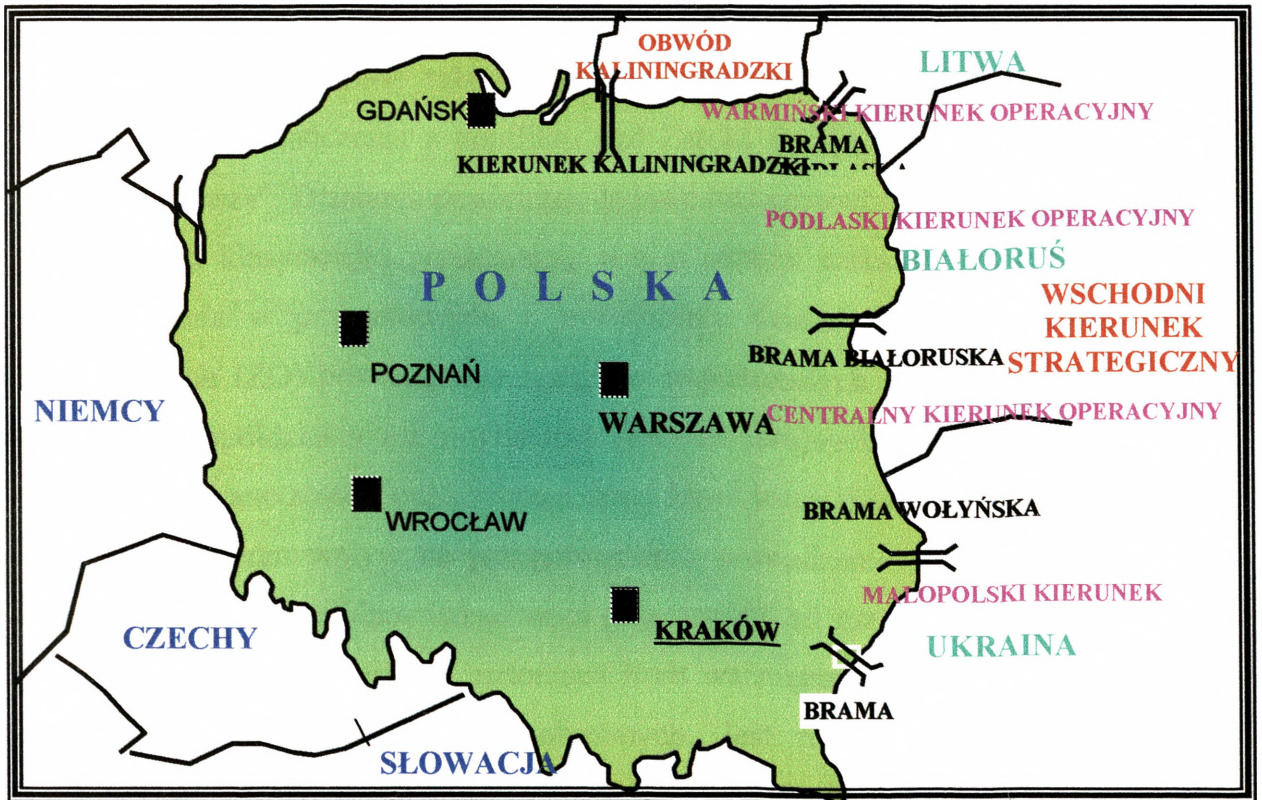 OBWÓD
KALININGRADZKI
LITWA
GDAŃSK
WARMIŃSKI KIERUNEK OPERACYJNY
BRAMA
KIERUNEK KALININGRADZKI
PODLASKI KIERUNEK OPERACYJNY
BIAŁORUŚ
POLSKA
WSCHODNI
KIERUNEK
STRATEGICZNY
BRAMA BIAŁORUSKA
POZNAŃ
NIEMCY
WARSZAWA
CENTRALNY KIERUNEK OPERACYJNY
WROCŁAW
BRAMA WOŁYŃSKA
MAŁOPOLSKI KIERUNEK
CZECHY
KRAKÓW
UKRAINA
BRAMA
SŁOWACJA